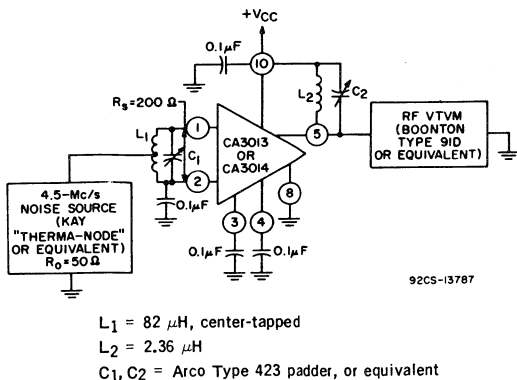 +VCC
0.1µF
10
L2
C2
RS=200 Ω
L1
C1
1
2
CA3013
OR
CA3014
5
8
RF VTVM
(BOONTON
TYPE 91D
OR EQUIVALENT)
4.5-Mc/s
NOISE SOURCE
(KAY
"THERMA-NODE"
OR EQUIVALENT)
RO=50Ω
0.1µF
3
4
0.1µF
0.1µF
92CS-13787
L1 = 82 µH, center-tapped
L2 = 2.36 µH
C1, C2 = Arco Type 423 padder, or equivalent